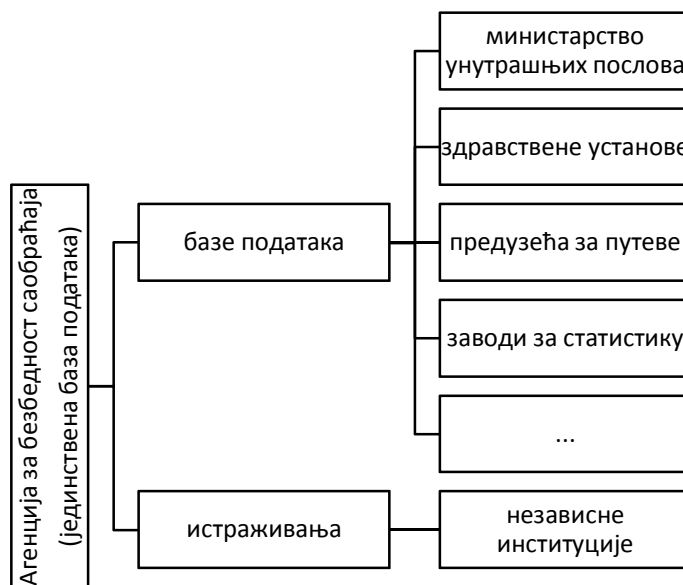 Агенција за безбедност саобраћаја
(јединствена база података)
базе података
министарство
унутрашњих послова
здравствене установе
предузећа за путеве
заводи за статистику
...
истраживања
независне
институције